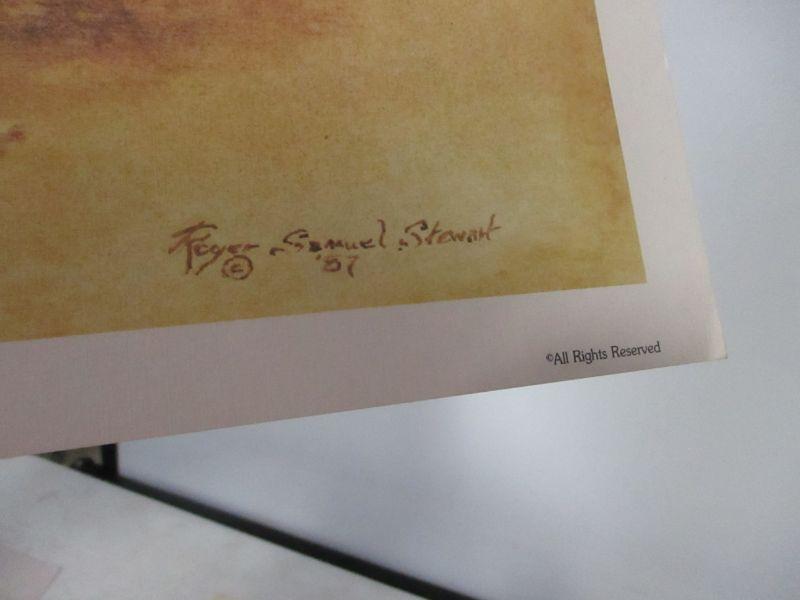 Roger Samuel Stewart
© '87
©All Rights Reserved